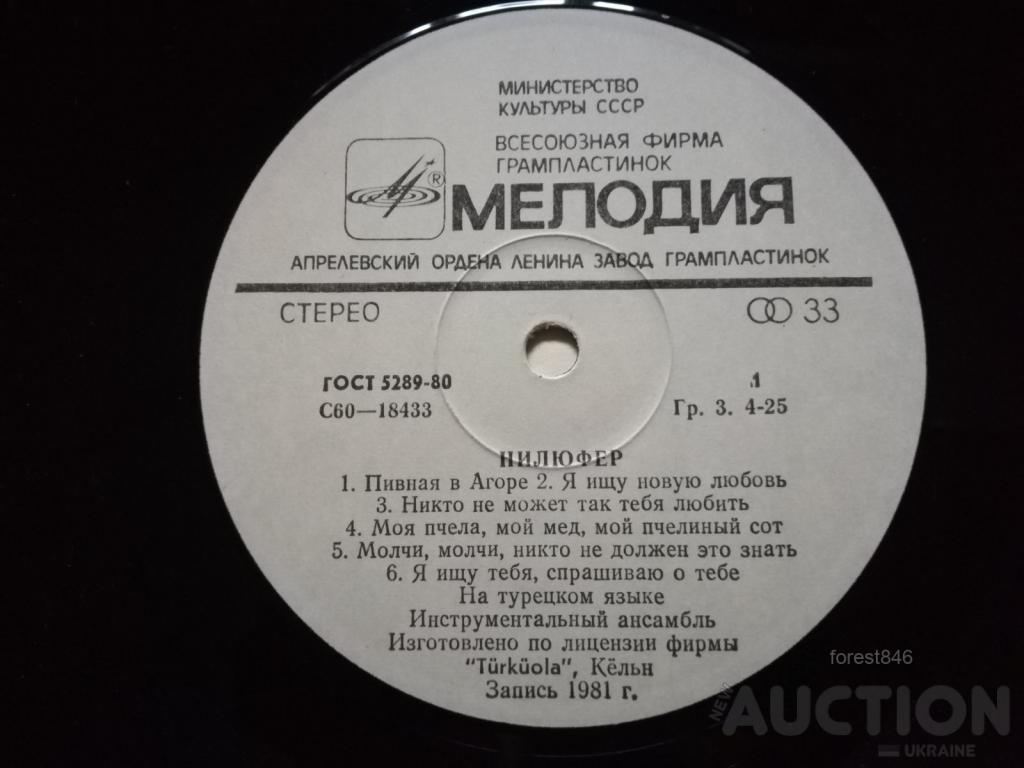 МИНИСТЕРСТВО
КУЛЬТУРЫ СССР
ВСЕСОЮЗНАЯ ФИРМА
ГРАМПЛАСТИНОК
®
МЕЛОДИЯ
АПРЕЛЕВСКИЙ ОРДЕНА ЛЕНИНА ЗАВОД ГРАМПЛАСТИНОК
СТЕРЕО 33
ГОСТ 5289-80 1
С60—18433 Гр. 3. 4-25
НИЛЮФЕР
1. Пивная в Агоре 2. Я ищу новую любовь
3. Никто не может так тебя любить
4. Моя пчела, мой мед, мой пчелиный сот
5. Молчи, молчи, никто не должен это знать
6. Я ищу тебя, спрашиваю о тебе
На турецком языке
Инструментальный ансамбль
Изготовлено по лицензии фирмы
"Türküola", Кёльн
Запись 1981 г.
forest846
NEW AUCTION
UKRAINE